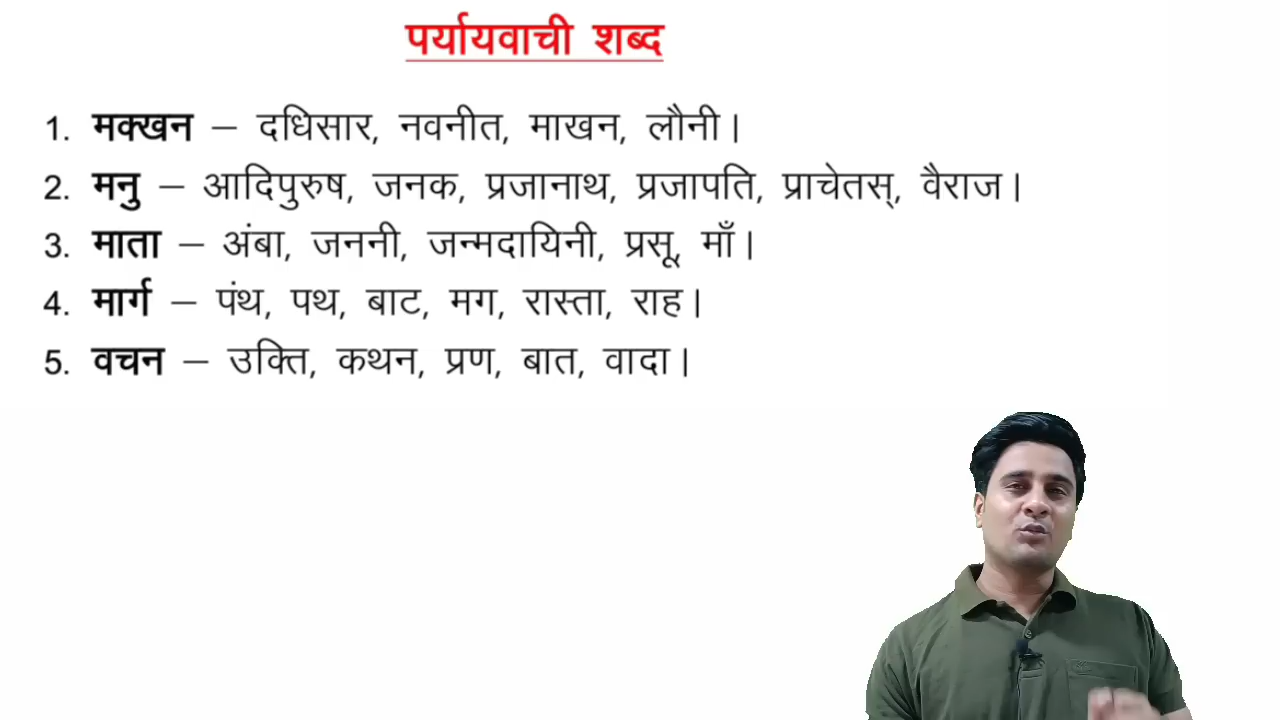 पर्यायवाची शब्द
1. मक्खन – दधिसार, नवनीत, माखन, लौनी।
2. मनु – आदिपुरुष, जनक, प्रजानाथ, प्रजापति, प्राचेतस्, वैराज।
3. माता – अंबा, जननी, जन्मदायिनी, प्रसू, माँ।
4. मार्ग – पंथ, पथ, बाट, मग, रास्ता, राह।
5. वचन – उक्ति, कथन, प्रण, बात, वादा।